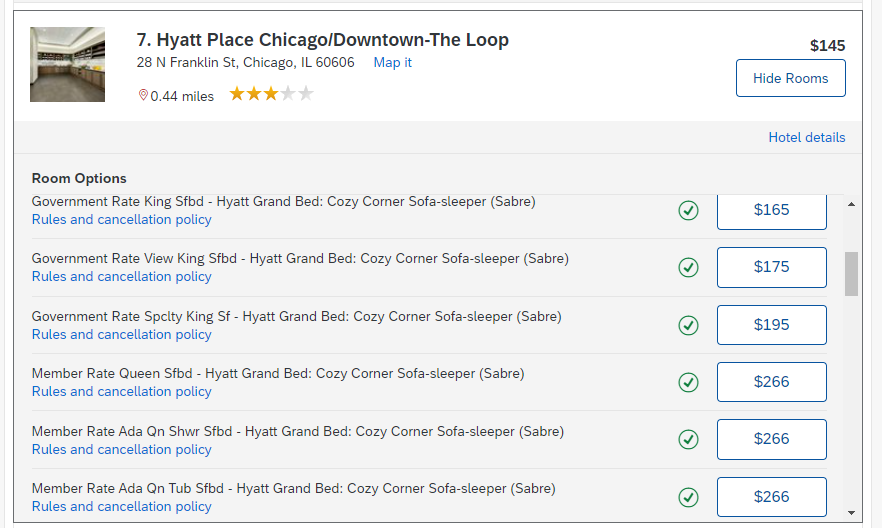 7. Hyatt Place Chicago/Downtown-The Loop
28 N Franklin St, Chicago, IL 60606 Map it
0.44 miles
$145
Hide Rooms
Hotel details
Room Options
Government Rate King Sfbd - Hyatt Grand Bed: Cozy Corner Sofa-sleeper (Sabre)
Rules and cancellation policy
$165
Government Rate View King Sfbd - Hyatt Grand Bed: Cozy Corner Sofa-sleeper (Sabre)
Rules and cancellation policy
$175
Government Rate Spclty King Sf - Hyatt Grand Bed: Cozy Corner Sofa-sleeper (Sabre)
Rules and cancellation policy
$195
Member Rate Queen Sfbd - Hyatt Grand Bed: Cozy Corner Sofa-sleeper (Sabre)
Rules and cancellation policy
$266
Member Rate Ada Qn Shwr Sfbd - Hyatt Grand Bed: Cozy Corner Sofa-sleeper (Sabre)
Rules and cancellation policy
$266
Member Rate Ada Qn Tub Sfbd - Hyatt Grand Bed: Cozy Corner Sofa-sleeper (Sabre)
Rules and cancellation policy
$266